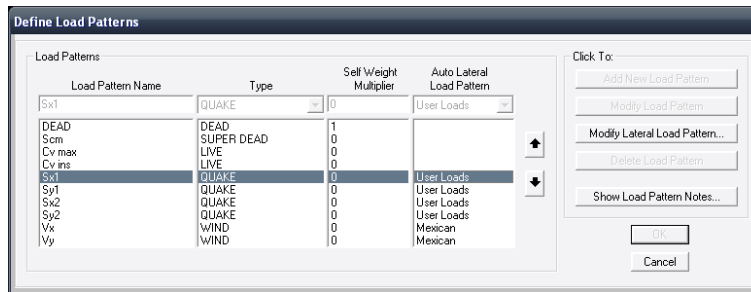 Define Load Patterns
Load Patterns
Click To:
Load Pattern Name Type Self Weight Multiplier Auto Lateral Load Pattern
Sx1 QUAKE 0 User Loads
Add New Load Pattern
Modify Load Pattern
Modify Lateral Load Pattern...
Delete Load Pattern
Show Load Pattern Notes...
DEAD DEAD 1
Scm SUPER DEAD 0
Cv max LIVE 0
Cv ins LIVE 0
Sx1 QUAKE 0 User Loads
Sy1 QUAKE 0 User Loads
Sx2 QUAKE 0 User Loads
Sy2 QUAKE 0 User Loads
Vx WIND 0 Mexican
Vy WIND 0 Mexican
OK
Cancel